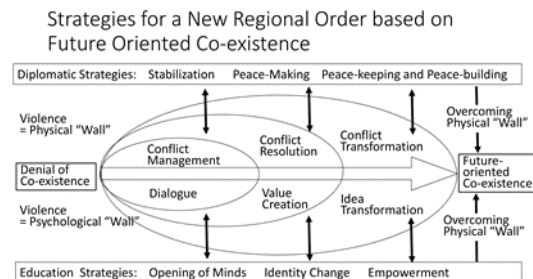 Strategies for a New Regional Order based on
Future Oriented Co-existence
Diplomatic Strategies: Stabilization Peace-Making Peace-keeping and Peace-building
Violence
= Physical “Wall”
Overcoming
Physical “Wall”
Conflict
Management
Conflict
Resolution
Conflict
Transformation
Denial of
Co-existence
Future-
oriented
Co-existence
Dialogue
Value
Creation
Idea
Transformation
Violence
=Psychological “Wall”
Overcoming
Physical “Wall”
Education Strategies: Opening of Minds Identity Change Empowerment